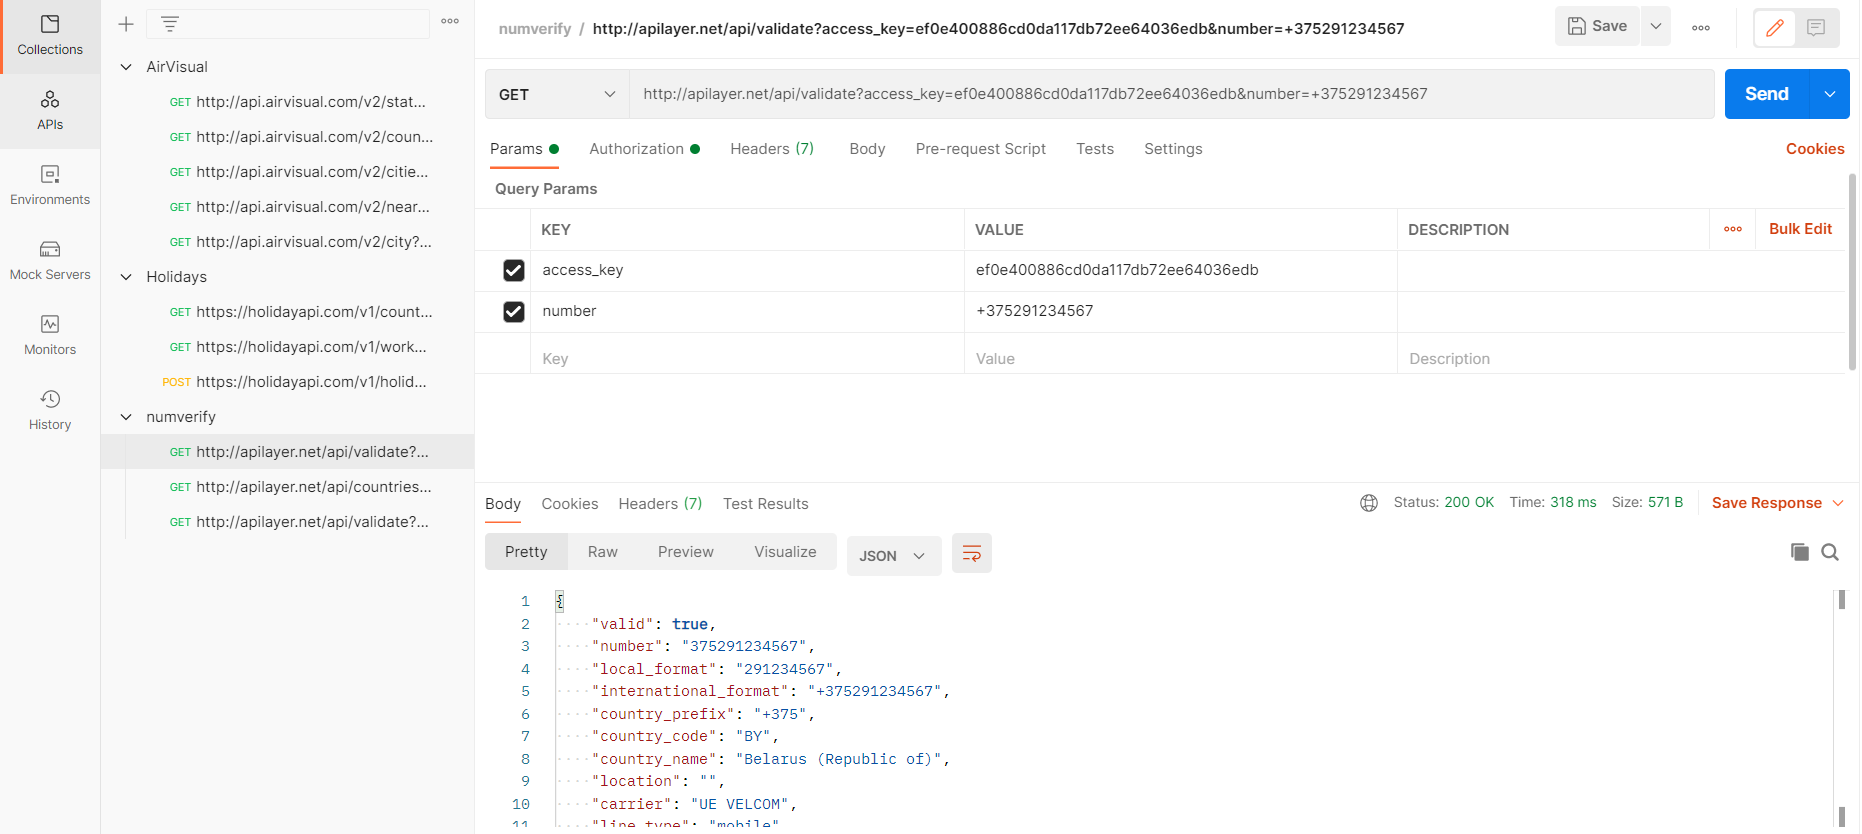 Collections
APIs
Environments
Mock Servers
Monitors
History
AirVisual
GET http://api.airvisual.com/v2/stat...
GET http://api.airvisual.com/v2/coun...
GET http://api.airvisual.com/v2/citie...
GET http://api.airvisual.com/v2/near...
GET http://api.airvisual.com/v2/city?...
Holidays
GET https://holidayapi.com/v1/count...
GET https://holidayapi.com/v1/work...
POST https://holidayapi.com/v1/holid...
numverify
GET http://apilayer.net/api/validate?...
GET http://apilayer.net/api/countries...
GET http://apilayer.net/api/validate?...
numverify / http://apilayer.net/api/validate?access_key=ef0e400886cd0da117db72ee64036edb&number=+375291234567
Save
GET http://apilayer.net/api/validate?access_key=ef0e400886cd0da117db72ee64036edb&number=+375291234567 Send
Params Authorization Headers (7) Body Pre-request Script Tests Settings Cookies
Query Params
KEY VALUE DESCRIPTION Bulk Edit
access_key ef0e400886cd0da117db72ee64036edb
number +375291234567
Key Value Description
Body Cookies Headers (7) Test Results Status: 200 OK Time: 318 ms Size: 571 B Save Response
Pretty Raw Preview Visualize JSON
1 {
2 "valid": true,
3 "number": "375291234567",
4 "local_format": "291234567",
5 "international_format": "+375291234567",
6 "country_prefix": "+375",
7 "country_code": "BY",
8 "country_name": "Belarus (Republic of)",
9 "location": "",
10 "carrier": "UE VELCOM",
11 "line_type": "mobile"